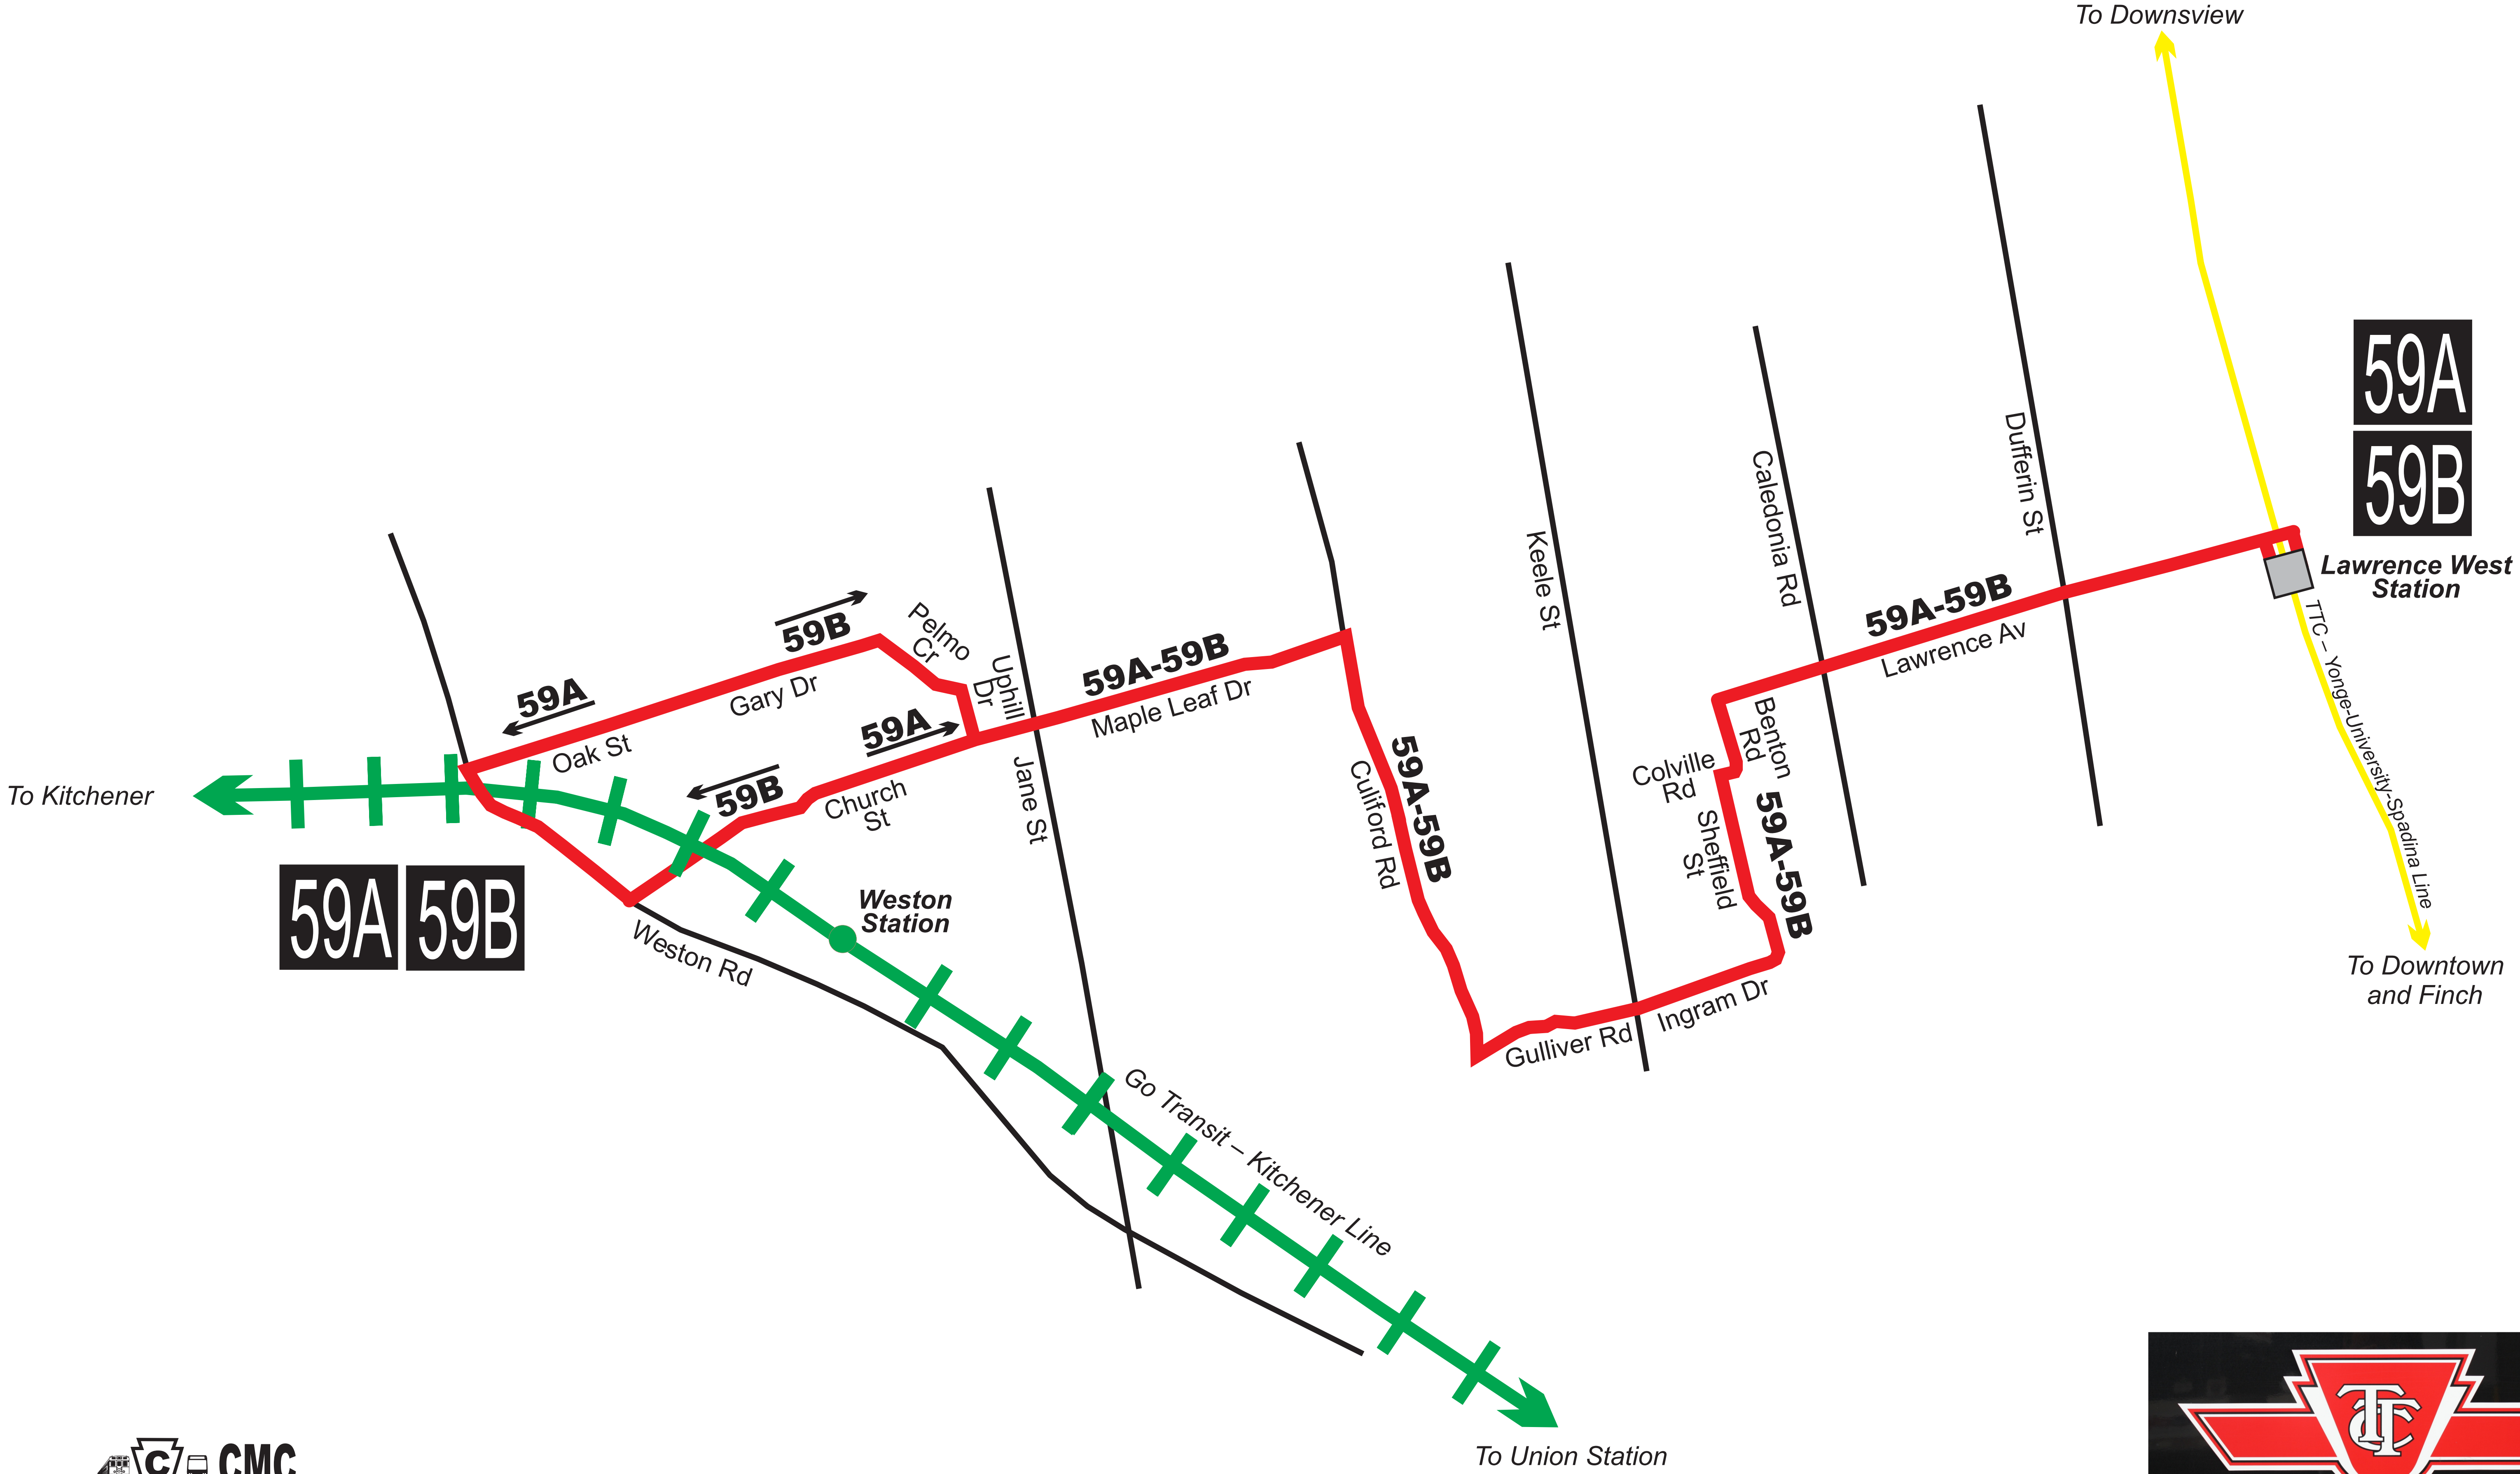 To Downsview
59A
59B
Lawrence West
Station
TTC – Yonge-University-Spadina Line
To Downtown
and Finch
Dufferin St
59A-59B
Lawrence Av
Caledonia Rd
Keele St
Benton
Rd
Colville
Rd
Sheffield
St
59A-59B
Ingram Dr
Gulliver Rd
59A-59B
Culiford Rd
59A-59B
Maple Leaf Dr
Uphill
Dr
Jane St
Pelmo
Cr
59B
Gary Dr
59A
Oak St
59A
Church
St
59B
To Kitchener
59A
59B
Weston
Station
Weston Rd
Go Transit – Kitchener Line
To Union Station
C
CMC
TTC